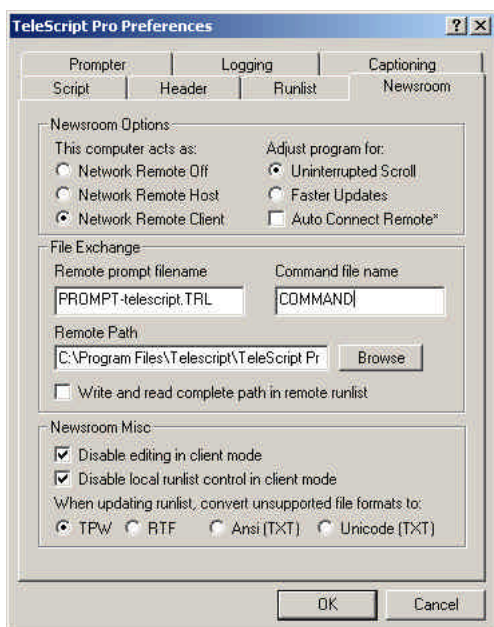 TeleScript Pro Preferences
Prompter Logging Captioning
Script Header Runlist Newsroom
Newsroom Options
This computer acts as: Adjust program for:
Network Remote Off Uninterrupted Scroll
Network Remote Host Faster Updates
Network Remote Client Auto Connect Remote*
File Exchange
Remote prompt filename Command file name
PROMPT-telescript.TRL COMMAND
Remote Path
C:\Program Files\Telescript\TeleScript Pr Browse
Write and read complete path in remote runlist
Newsroom Misc
Disable editing in client mode
Disable local runlist control in client mode
When updating runlist, convert unsupported file formats to:
TPW RTF Ansi (TXT) Unicode (TXT)
OK Cancel